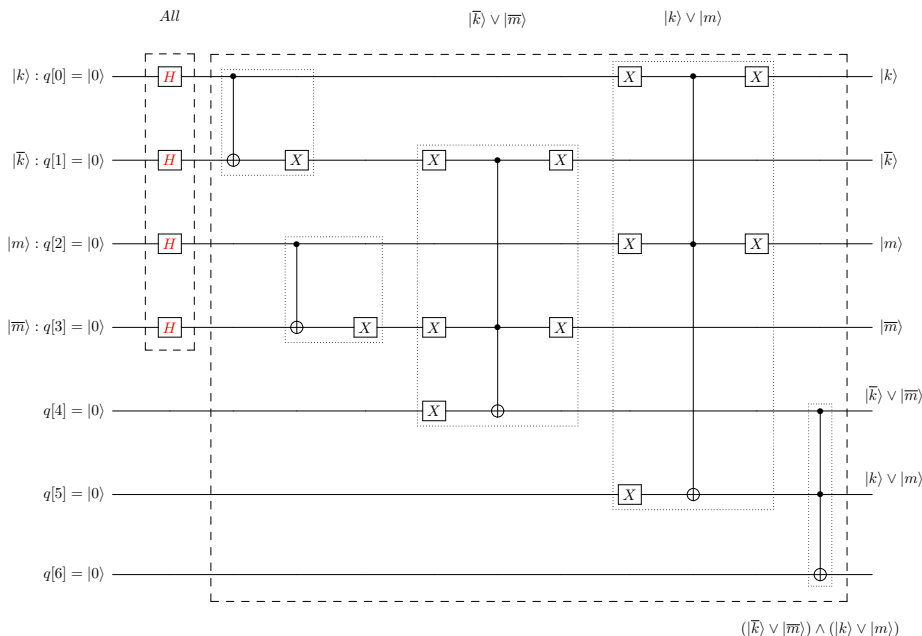 All |k̅⟩ ∨ |m̅⟩ |k⟩ ∨ |m⟩
|k⟩ : q[0] = |0⟩ H X X |k⟩
|k̅⟩ : q[1] = |0⟩ H X X X |k̅⟩
|m⟩ : q[2] = |0⟩ H X X |m⟩
|m̅⟩ : q[3] = |0⟩ H X X X |m̅⟩
|k̅⟩ ∨ |m̅⟩
q[4] = |0⟩ X
|k⟩ ∨ |m⟩
q[5] = |0⟩ X
q[6] = |0⟩
(|k̅⟩ ∨ |m̅⟩) ∧ (|k⟩ ∨ |m⟩)